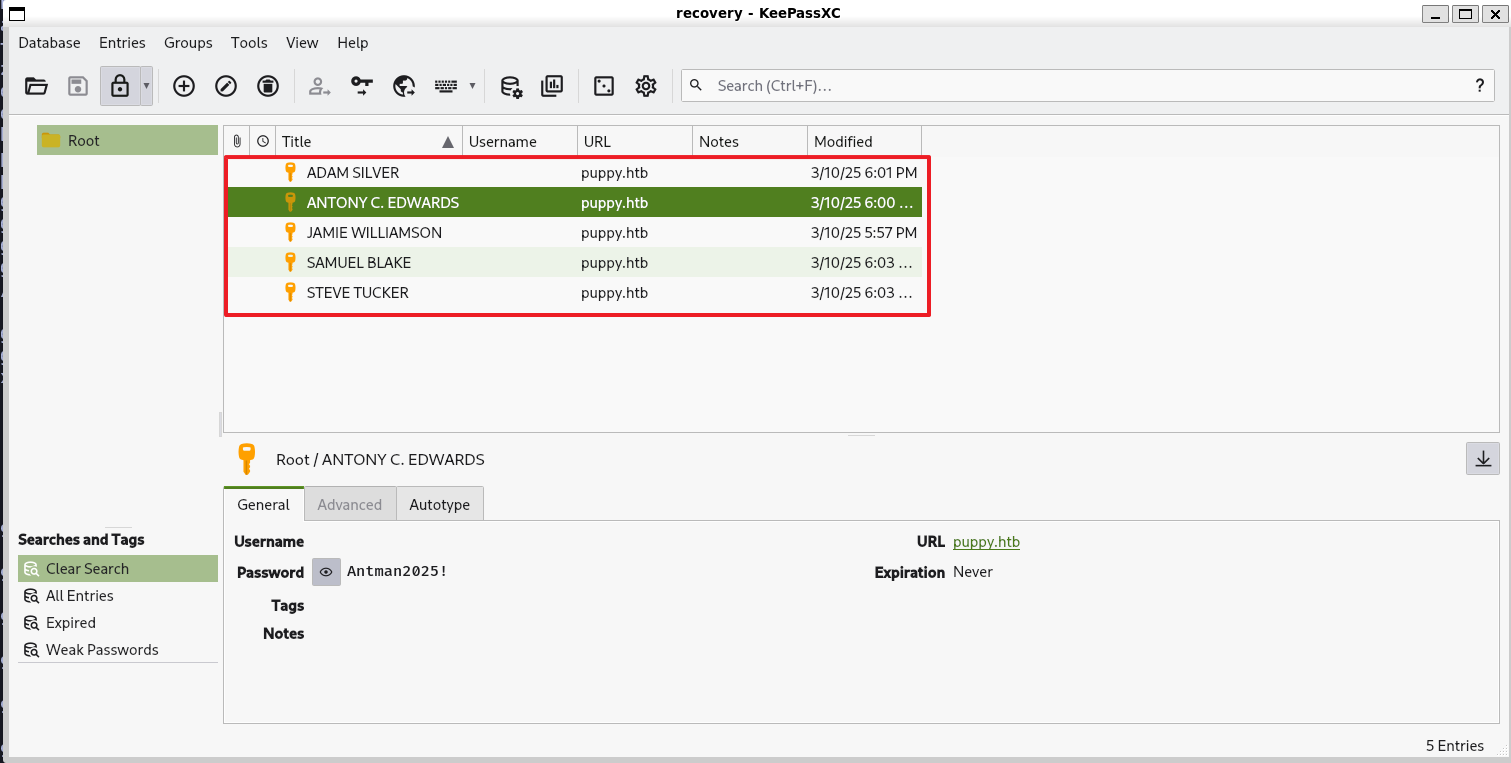 recovery - KeePassXC
Database Entries Groups Tools View Help
Search (Ctrl+F)... ?
Root
Title Username URL Notes Modified
ADAM SILVER puppy.htb 3/10/25 6:01 PM
ANTONY C. EDWARDS puppy.htb 3/10/25 6:00 ...
JAMIE WILLIAMSON puppy.htb 3/10/25 5:57 PM
SAMUEL BLAKE puppy.htb 3/10/25 6:03 ...
STEVE TUCKER puppy.htb 3/10/25 6:03 ...
Root / ANTONY C. EDWARDS
General Advanced Autotype
Username URL puppy.htb
Password Antman2025! Expiration Never
Tags
Notes
Searches and Tags
Clear Search
All Entries
Expired
Weak Passwords
5 Entries